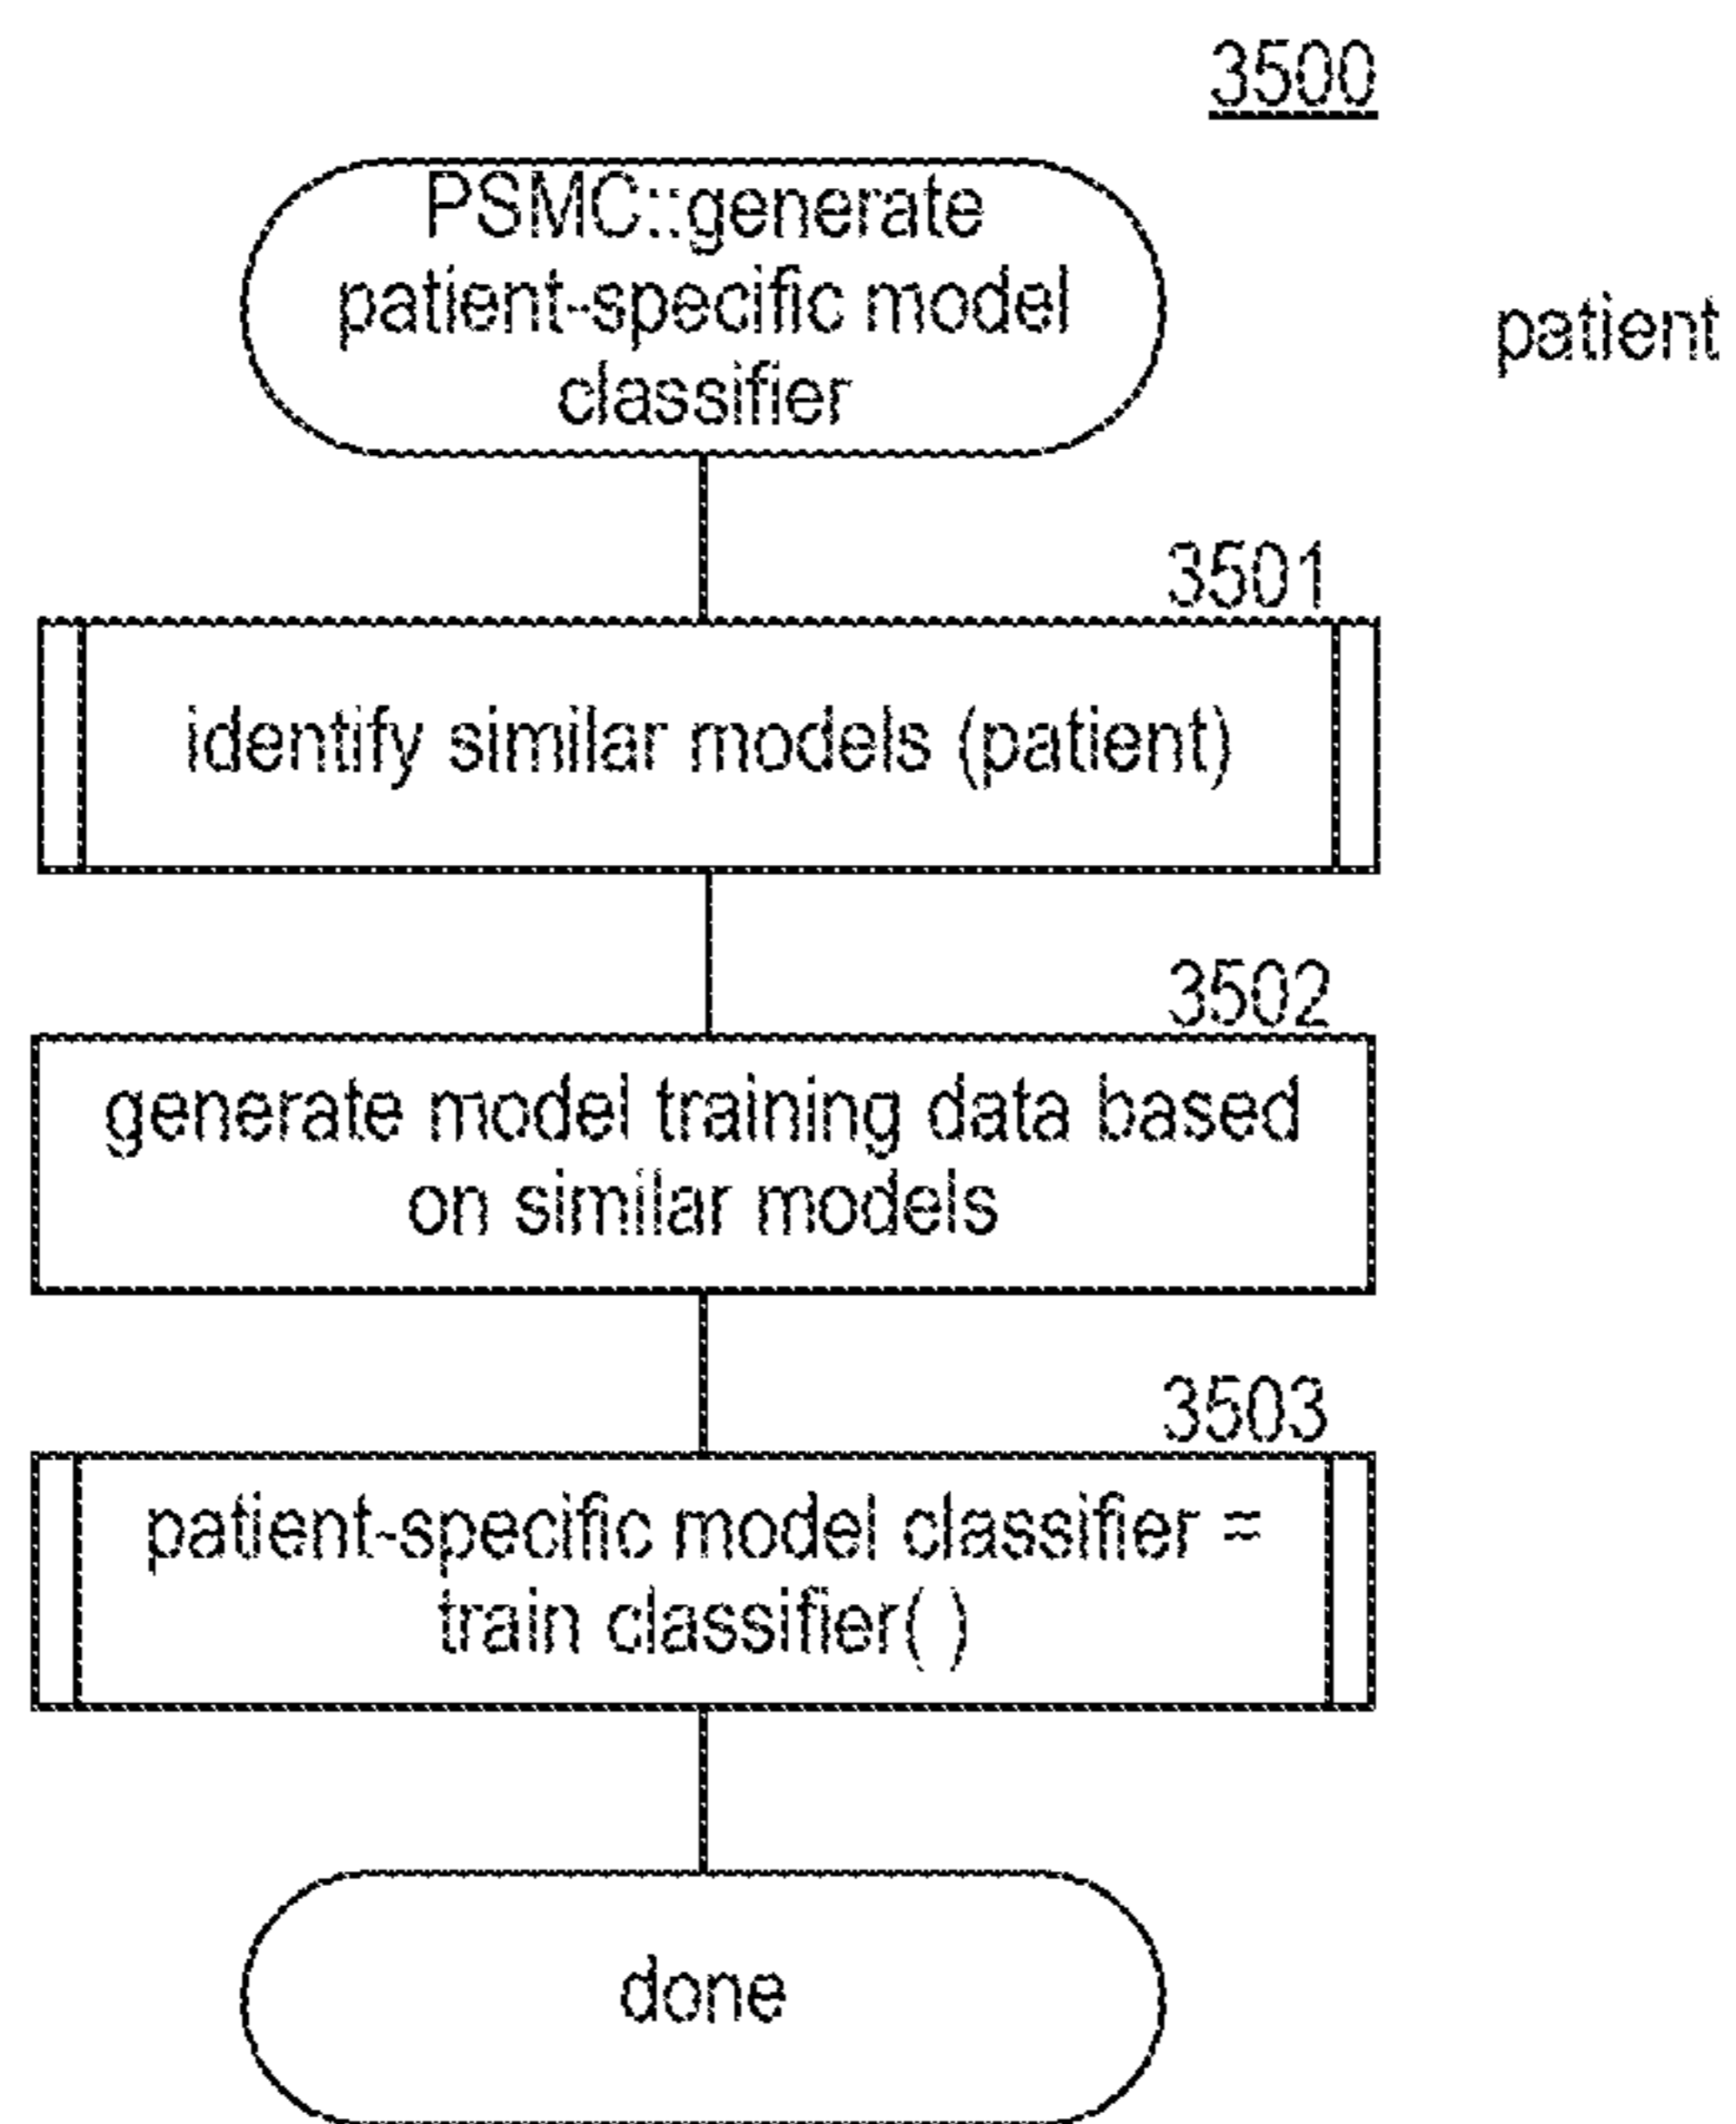 3500
PSMC::generate
patient-specific model
classifier
patient
3501
identify similar models (patient)
3502
generate model training data based
on similar models
3503
patient-specific model classifier =
train classifier( )
done